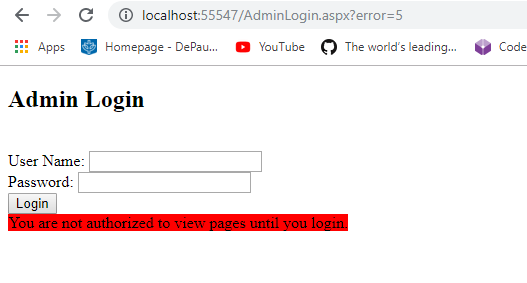 localhost:55547/AdminLogin.aspx?error=5
Apps Homepage - DePau... YouTube The world's leading... Code
Admin Login
User Name:
Password:
Login
You are not authorized to view pages until you login.